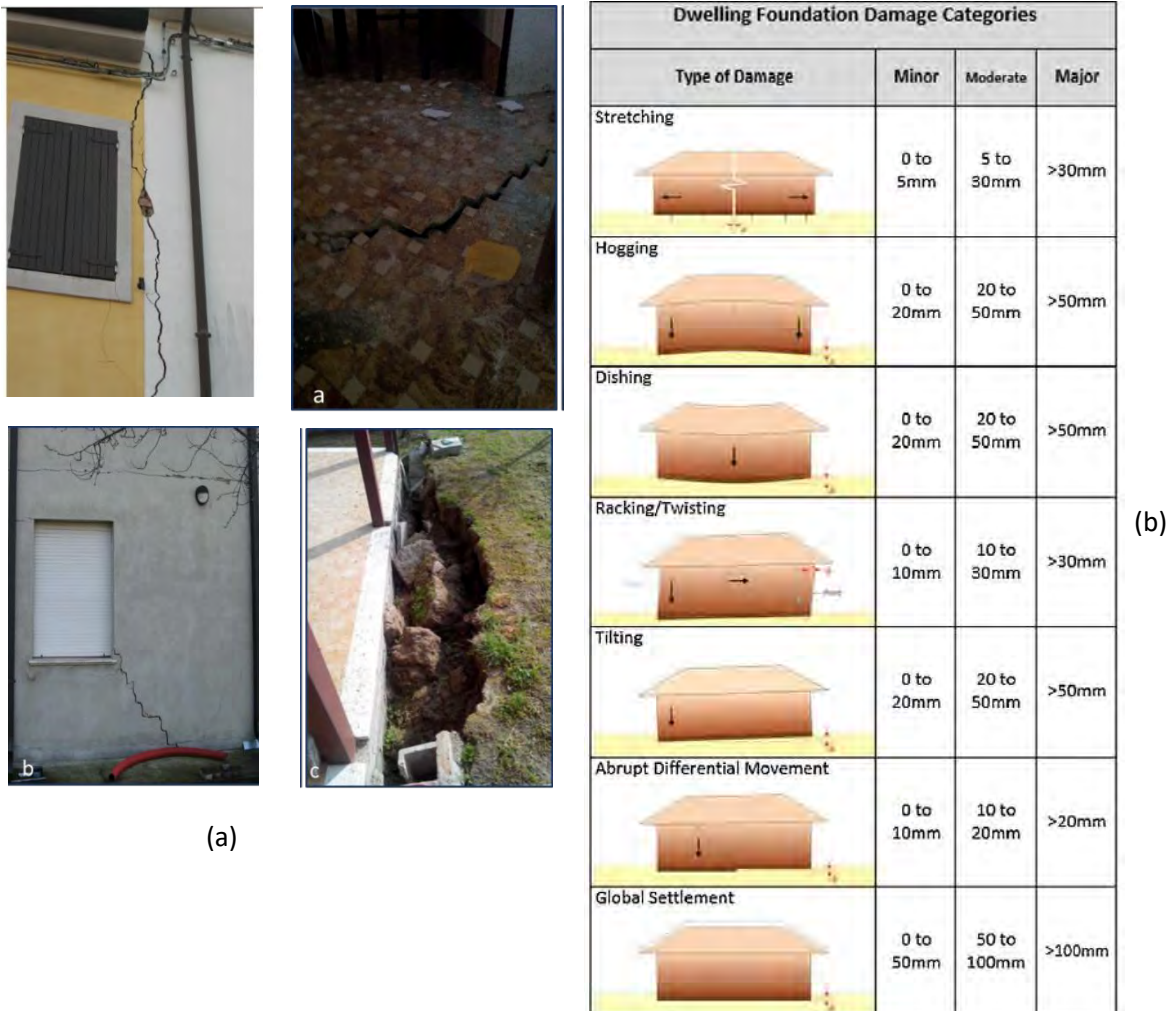 a
b
c
(a)
Dwelling Foundation Damage Categories
Type of Damage Minor Moderate Major
Stretching
0 to 5 to >30mm
5mm 30mm
Hogging
0 to 20 to >50mm
20mm 50mm
Dishing
0 to 20 to >50mm
20mm 50mm
Racking/Twisting
0 to 10 to >30mm
10mm 30mm
Tilting
0 to 20 to >50mm
20mm 50mm
Abrupt Differential Movement
0 to 10 to >20mm
10mm 20mm
Global Settlement
0 to 50 to >100mm
50mm 100mm
(b)